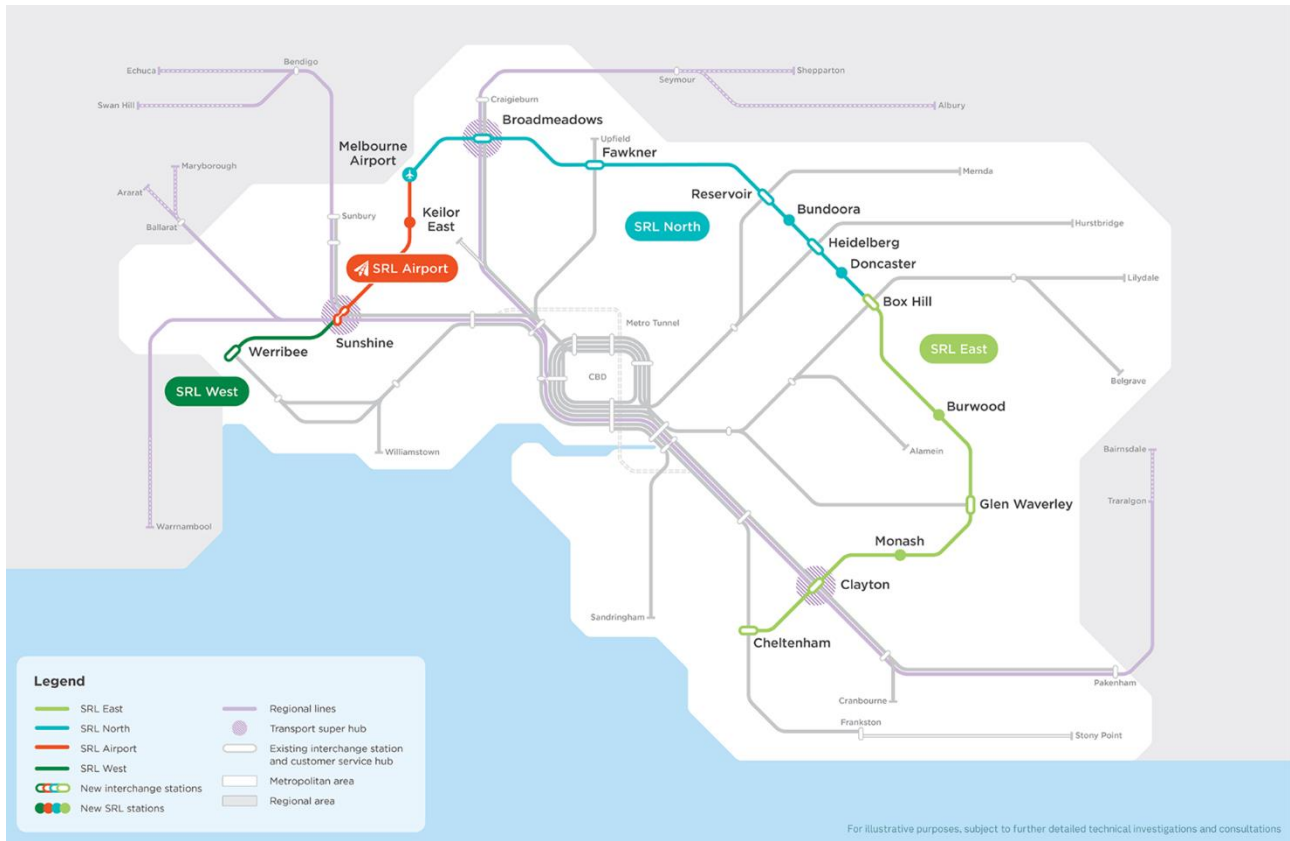 Echuca
Bendigo
Swan Hill
Seymour
Shepparton
Albury
Craigieburn
Broadmeadows
Melbourne
Airport
Upfield
Fawkner
Maryborough
Ararat
Ballarat
Sunbury
Keilor
East
SRL Airport
SRL North
Reservoir
Mernda
Bundoora
Hurstbridge
Heidelberg
Doncaster
Lilydale
Box Hill
Sunshine
Werribee
SRL West
Metro Tunnel
CBD
SRL East
Belgrave
Burwood
Williamstown
Alamein
Bairnsdale
Traralgon
Warrnambool
Glen Waverley
Monash
Clayton
Sandringham
Cheltenham
Pakenham
Cranbourne
Frankston
Stony Point
Legend
SRL East
SRL North
SRL Airport
SRL West
New interchange stations
New SRL stations
Regional lines
Transport super hub
Existing interchange station
and customer service hub
Metropolitan area
Regional area
For illustrative purposes, subject to further detailed technical investigations and consultations